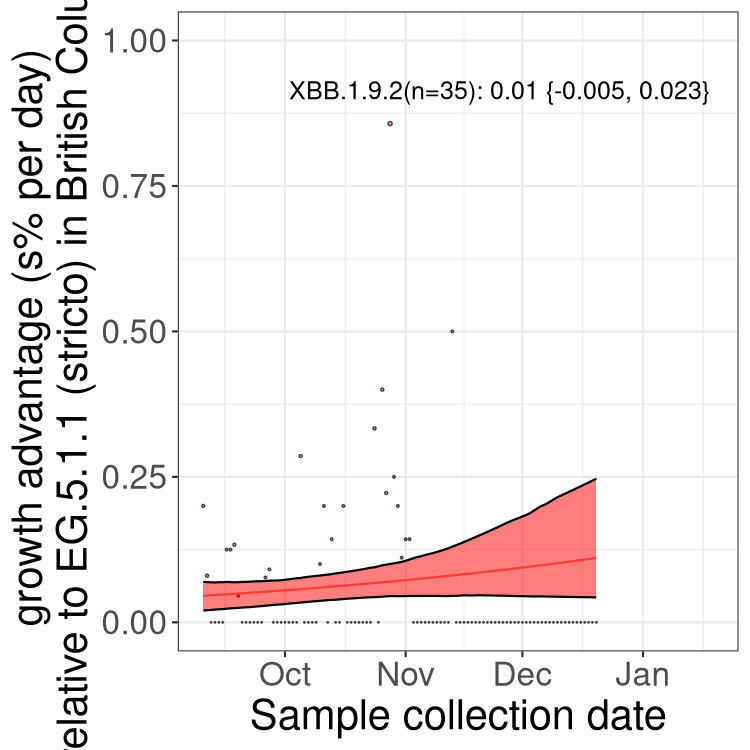 growth advantage (s% per day)
relative to EG.5.1.1 (stricto) in British Colu
1.00
0.75
0.50
0.25
0.00
XBB.1.9.2(n=35): 0.01 {-0.005, 0.023}
Oct Nov Dec Jan
Sample collection date